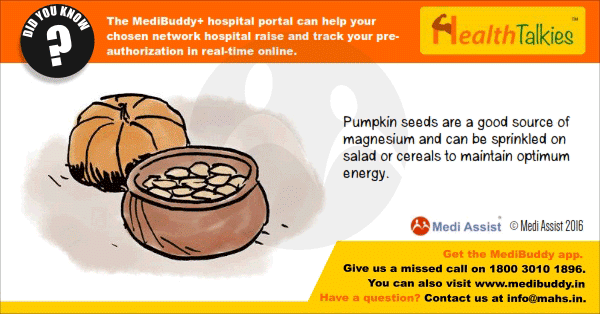 DID YOU KNOW
?
The MediBuddy+ hospital portal can help your
chosen network hospital raise and track your pre-
authorization in real-time online.
HealthTalkies™
Pumpkin seeds are a good source of
magnesium and can be sprinkled on
salad or cereals to maintain optimum
energy.
Medi Assist® © Medi Assist 2016
Get the MediBuddy app.
Give us a missed call on 1800 3010 1896.
You can also visit www.medibuddy.in
Have a question? Contact us at info@mahs.in.